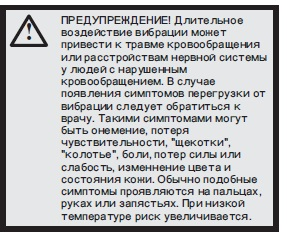 ПРЕДУПРЕЖДЕНИЕ! Длительное
воздействие вибрации может
привести к травме кровообращения
или расстройствам нервной системы
у людей с нарушенным
кровообращением. В случае
появления симптомов перегрузки от
вибрации следует обратиться к
врачу. Такими симптомами могут
быть онемение, потеря
чувствительности, "щекотки",
"колотье", боли, потер силы или
слабость, изменнение цвета и
состояния кожи. Обычно подобные
симптомы проявляются на пальцах,
руках или запястьях. При низкой
температуре риск увеличивается.